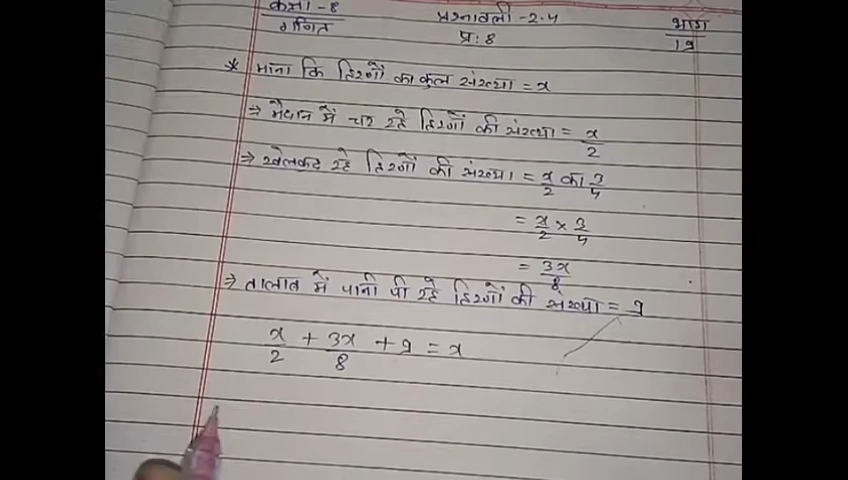 कक्षा -8 प्रश्नावली -2.4 भाग
गणित प्र: 8 19
* माना कि हिरणों का कुल संख्या = x
⇒ मैदान में चर रहे हिरणों की संख्या = x/2
⇒ खेलकूद रहे हिरणों की संख्या = x/2 का 3/4
= x/2 × 3/4
= 3x/8
⇒ तालाब में पानी पी रहे हिरणों की संख्या = 9
x/2 + 3x/8 + 9 = x